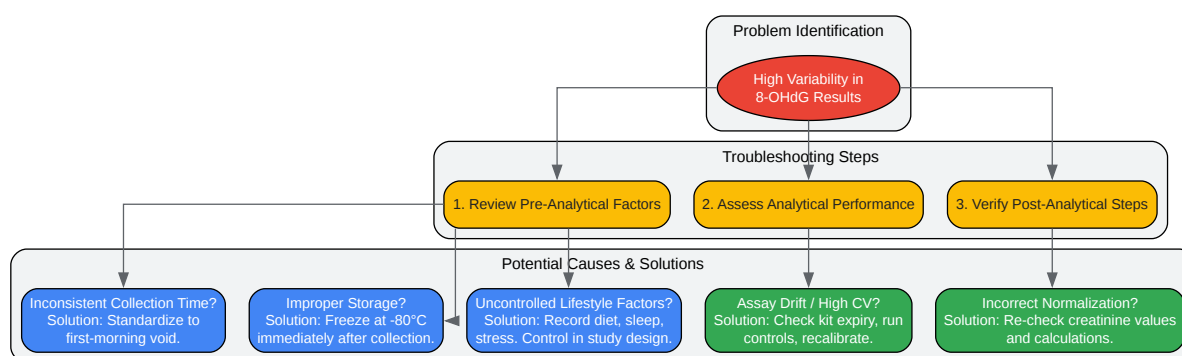 Problem Identification
High Variability in
8-OHdG Results
Troubleshooting Steps
1. Review Pre-Analytical Factors
2. Assess Analytical Performance
3. Verify Post-Analytical Steps
Potential Causes & Solutions
Inconsistent Collection Time?
Solution: Standardize to
first-morning void.
Improper Storage?
Solution: Freeze at -80°C
immediately after collection.
Uncontrolled Lifestyle Factors?
Solution: Record diet, sleep,
stress. Control in study design.
Assay Drift / High CV?
Solution: Check kit expiry, run
controls, recalibrate.
Incorrect Normalization?
Solution: Re-check creatinine values
and calculations.